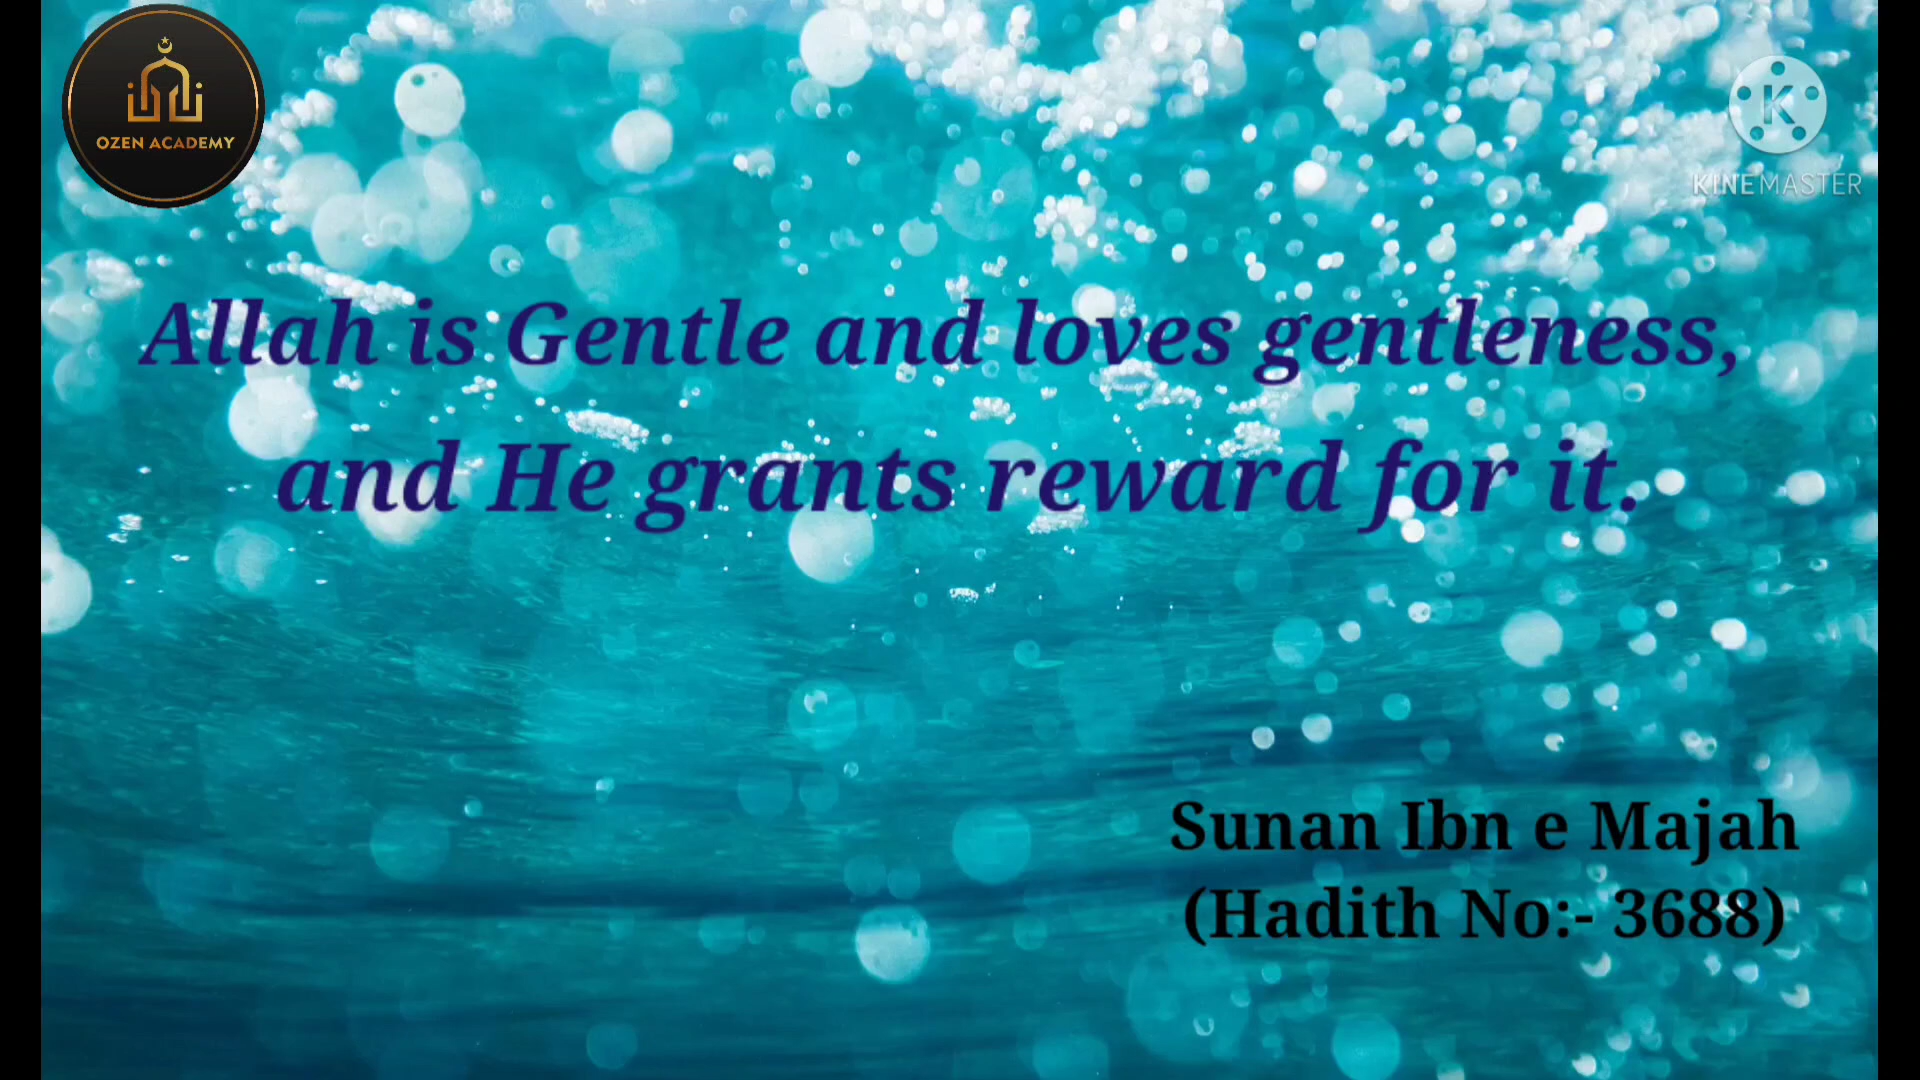 OZEN ACADEMY
K
KINEMASTER
Allah is Gentle and loves gentleness,
and He grants reward for it.
Sunan Ibn e Majah
(Hadith No:- 3688)